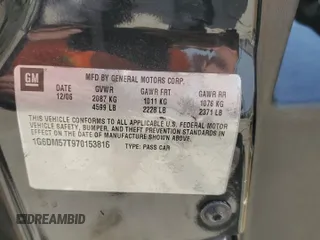 GM
MFD BY GENERAL MOTORS CORP.
DATE GVWR GAWR FRT GAWR RR
12/06 2087 KG 1011 KG 1076 KG
4599 LB 2228 LB 2371 LB
THIS VEHICLE CONFORMS TO ALL APPLICABLE U.S. FEDERAL MOTOR
VEHICLE SAFETY, BUMPER, AND THEFT PREVENTION STANDARDS
IN EFFECT ON THE DATE OF MANUFACTURE SHOWN ABOVE.
1G6DM57T970153816
TYPE: PASS CAR